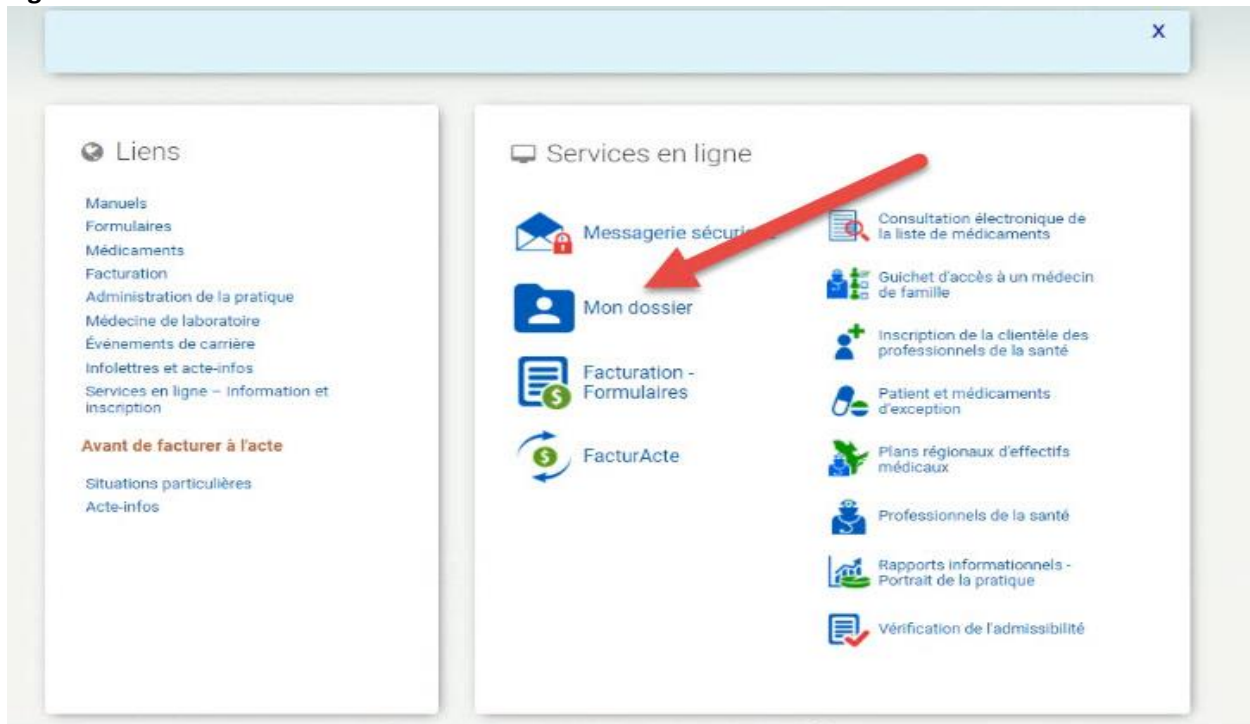 X
Liens
Manuels
Formulaires
Médicaments
Facturation
Administration de la pratique
Médecine de laboratoire
Événements de carrière
Infolettres et acte-infos
Services en ligne – Information et
inscription
Avant de facturer à l'acte
Situations particulières
Acte-infos
Services en ligne
Messagerie
Mon dossier
Facturation -
Formulaires
FacturActe
Consultation électronique de
la liste de médicaments
Guichet d'accès à un médecin
de famille
Inscription de la clientèle des
professionnels de la santé
Patient et médicaments
d'exception
Plans régionaux d'effectifs
médicaux
Professionnels de la santé
Rapports informationnels -
Portrait de la pratique
Vérification de l'admissibilité